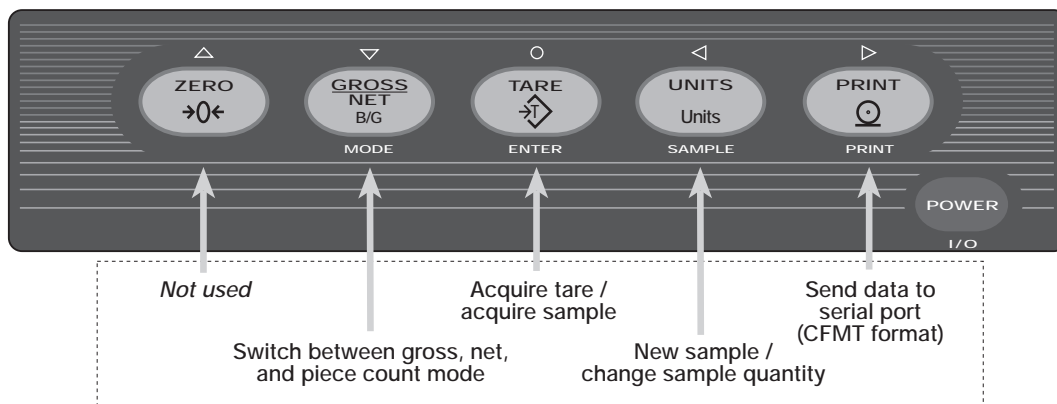 ZERO
→0←
GROSS
NET
B/G
TARE
T
UNITS
Units
PRINT
MODE
ENTER
SAMPLE
PRINT
POWER
I/O
Not used
Switch between gross, net,
and piece count mode
Acquire tare /
acquire sample
New sample /
change sample quantity
Send data to
serial port
(CFMT format)